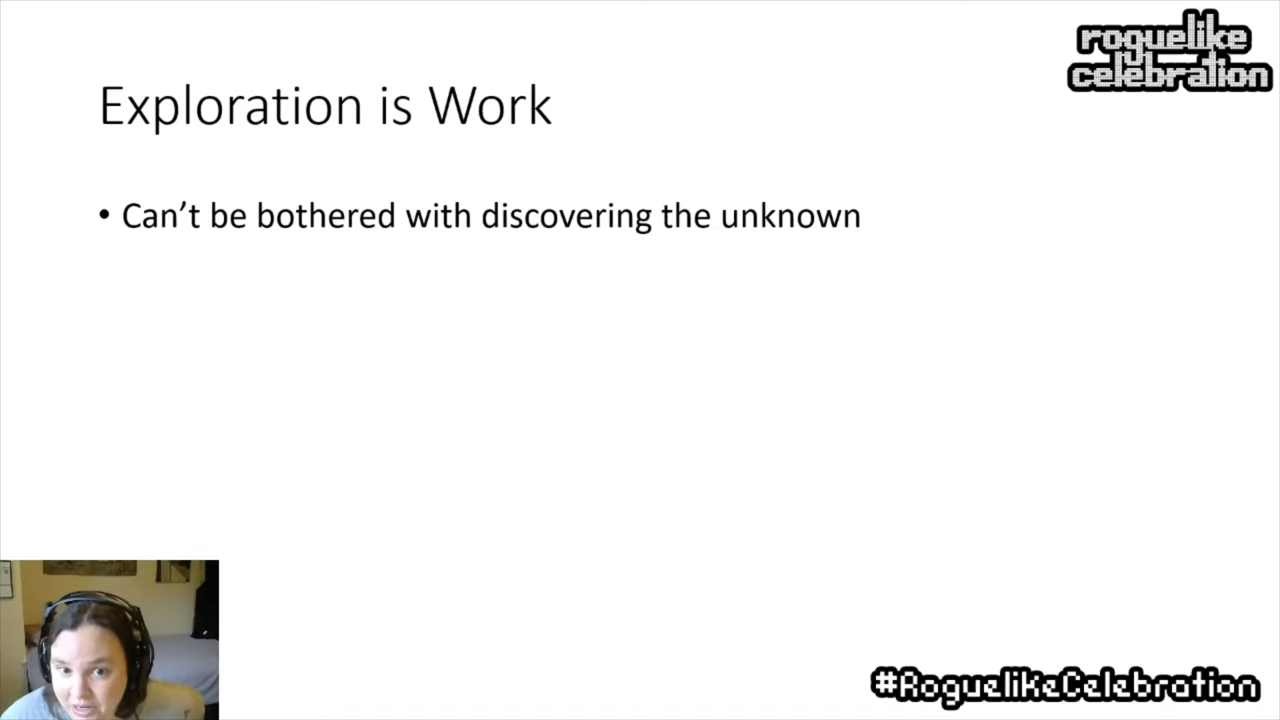 roguelike
celebration
Exploration is Work
• Can’t be bothered with discovering the unknown
#RoguelikeCelebration